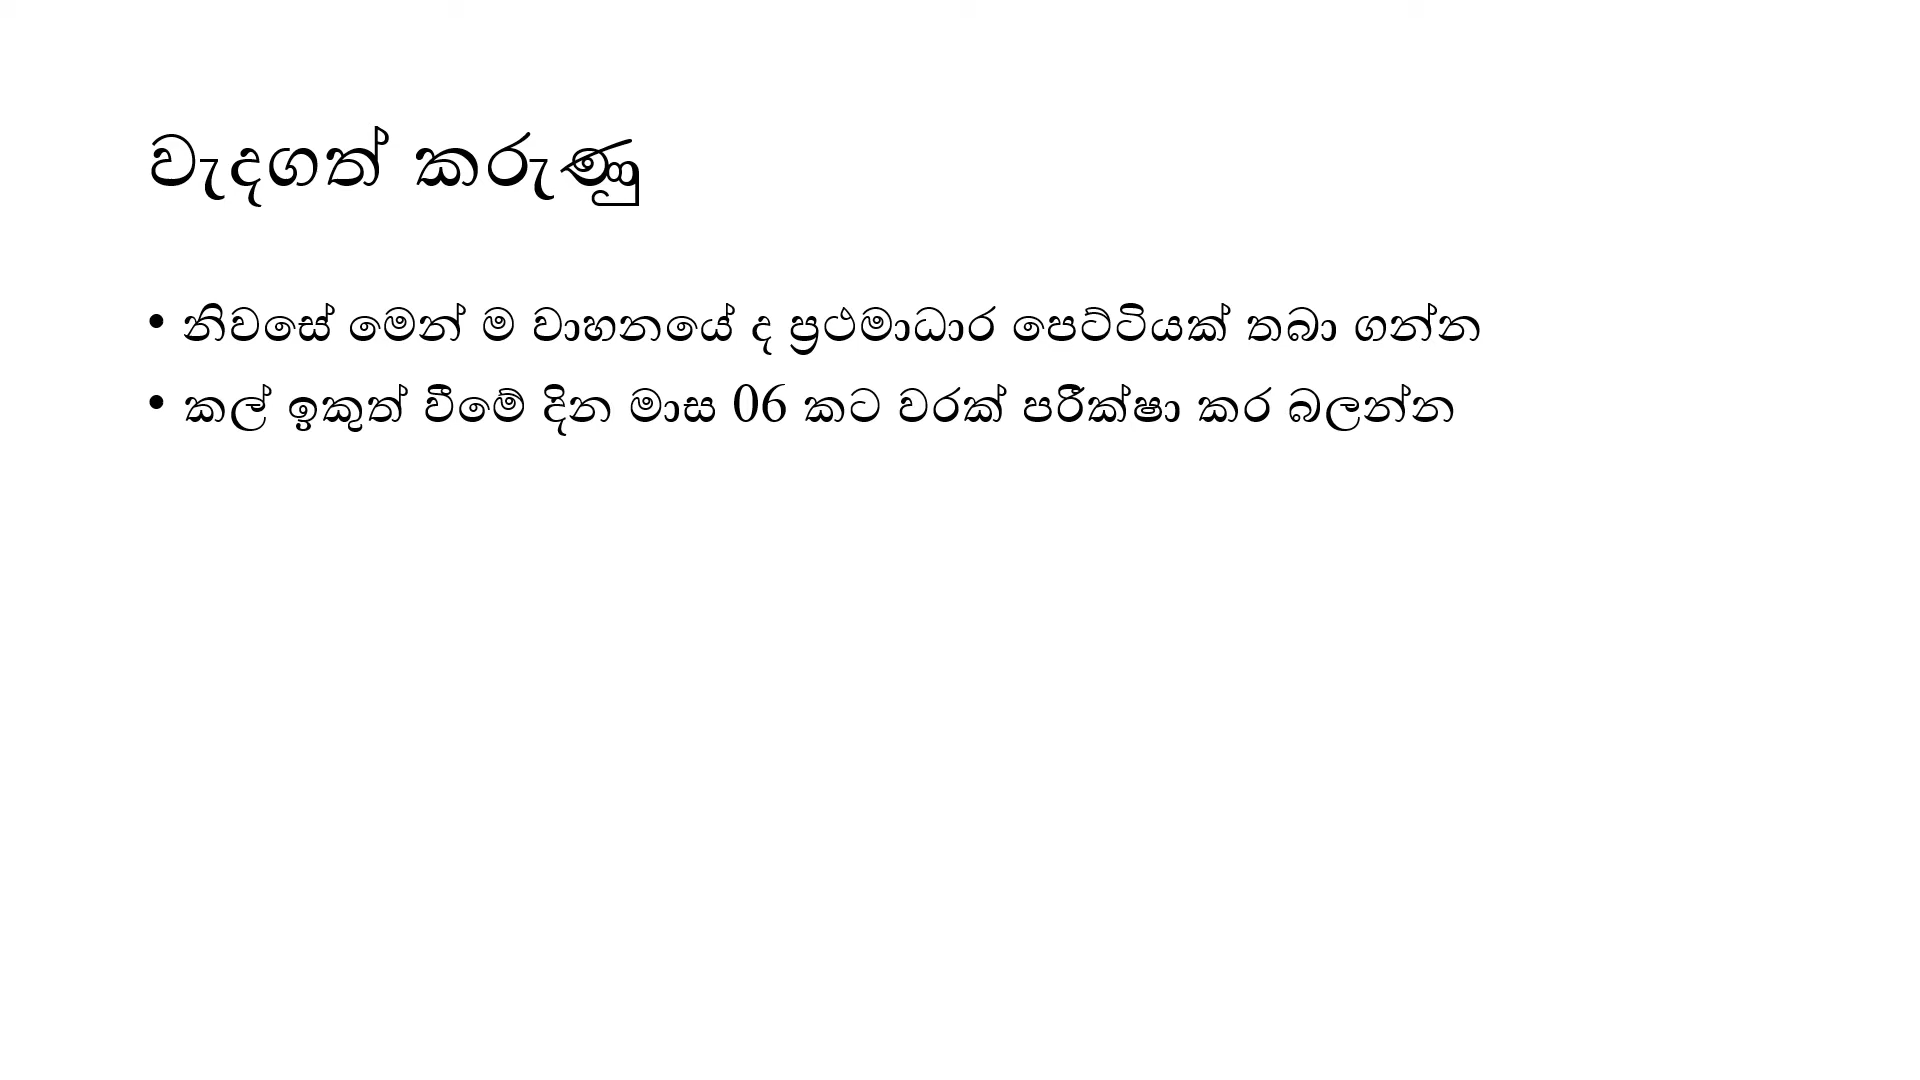 වැදගත් කරුණු
• නිවසේ මෙන් ම වාහනයේ ද ප්‍රථමාධාර පෙට්ටියක් තබා ගන්න
• කල් ඉකුත් වීමේ දින මාස 06 කට වරක් පරීක්ෂා කර බලන්න